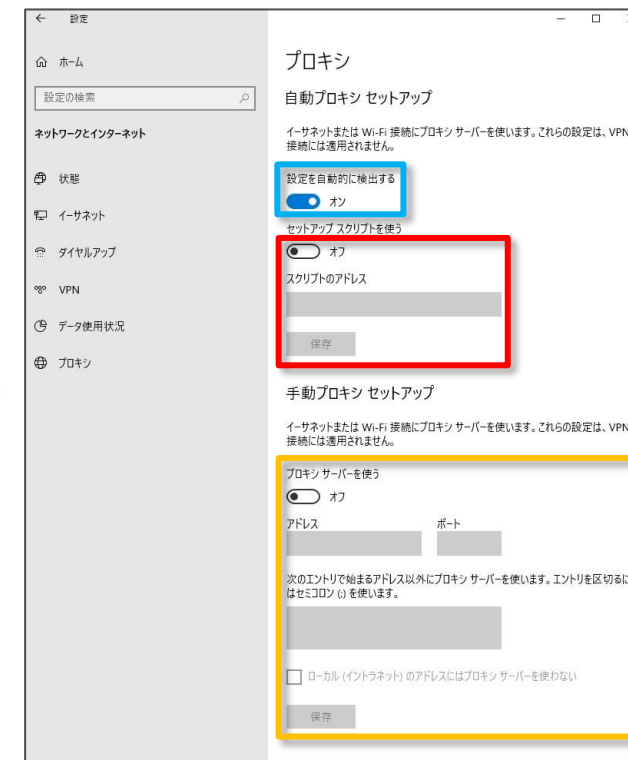 設定
ホーム
設定の検索
ネットワークとインターネット
状態
イーサネット
ダイヤルアップ
VPN
データ使用状況
プロキシ
プロキシ
自動プロキシ セットアップ
イーサネットまたは Wi-Fi 接続にプロキシ サーバーを使います。これらの設定は、VPN
接続には適用されません。
設定を自動的に検出する
オン
セットアップ スクリプトを使う
オフ
スクリプトのアドレス
保存
手動プロキシ セットアップ
イーサネットまたは Wi-Fi 接続にプロキシ サーバーを使います。これらの設定は、VPN
接続には適用されません。
プロキシ サーバーを使う
オフ
アドレス ポート
次のエントリで始まるアドレス以外にプロキシ サーバーを使います。エントリを区切るに
はセミコロン (;) を使います。
ローカル (イントラネット) のアドレスにはプロキシ サーバーを使わない
保存